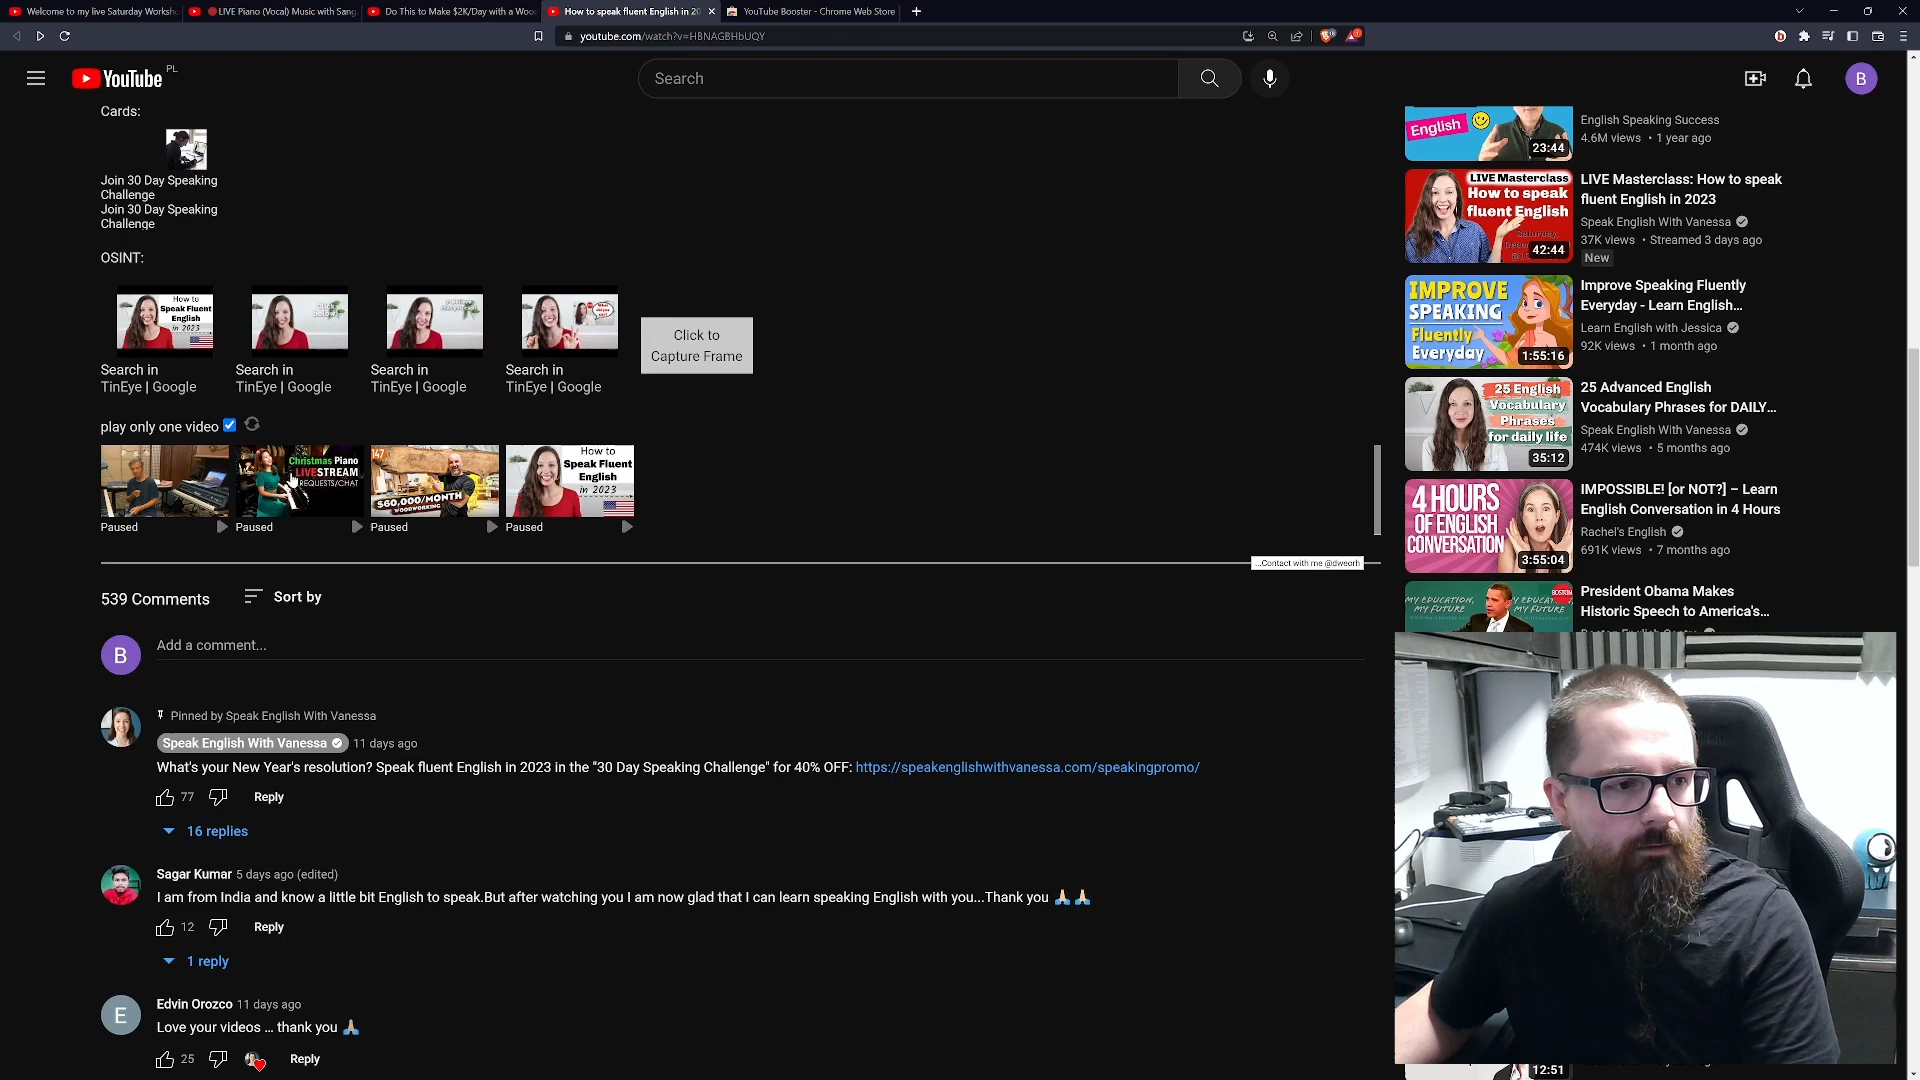 Welcome to my live Saturday Worksh
LIVE Piano (Vocal) Music with Sang
Do This to Make $2K/Day with a Woo
How to speak fluent English in 20
YouTube Booster - Chrome Web Store
youtube.com/watch?v=HBNAGBHbUQY
YouTube PL
Search
B
Cards:
Join 30 Day Speaking
Challenge
Join 30 Day Speaking
Challenge
OSINT:
How to
Speak Fluent
English
in 2023
Search in
TinEye | Google
Search in
TinEye | Google
Search in
TinEye | Google
Search in
TinEye | Google
Click to
Capture Frame
play only one video
Christmas Piano
LIVESTREAM
REQUESTS/CHAT
147
$60,000/MONTH
WOODWORKING
How to
Speak Fluent
English
in 2023
Paused
Paused
Paused
Paused
...Contact with me @dweorh
539 Comments
Sort by
B
Add a comment...
Pinned by Speak English With Vanessa
Speak English With Vanessa 11 days ago
What's your New Year's resolution? Speak fluent English in 2023 in the "30 Day Speaking Challenge" for 40% OFF: https://speakenglishwithvanessa.com/speakingpromo/
77
Reply
16 replies
Sagar Kumar 5 days ago (edited)
I am from India and know a little bit English to speak.But after watching you I am now glad that I can learn speaking English with you...Thank you 🙏🙏
12
Reply
1 reply
E
Edvin Orozco 11 days ago
Love your videos ... thank you 🙏
25
Reply
English
23:44
English Speaking Success
4.6M views • 1 year ago
LIVE Masterclass
How to speak
fluent English
Saturday,
42:44
LIVE Masterclass: How to speak
fluent English in 2023
Speak English With Vanessa
37K views • Streamed 3 days ago
New
IMPROVE
SPEAKING
Fluently
Everyday
1:55:16
Improve Speaking Fluently
Everyday - Learn English...
Learn English with Jessica
92K views • 1 month ago
25 English
Vocabulary
Phrases
for daily life
35:12
25 Advanced English
Vocabulary Phrases for DAILY...
Speak English With Vanessa
474K views • 5 months ago
4 HOURS
OF ENGLISH
CONVERSATION
3:55:04
IMPOSSIBLE! [or NOT?] – Learn
English Conversation in 4 Hours
Rachel's English
691K views • 7 months ago
MY EDUCATION,
MY FUTURE
BOSTON
President Obama Makes
Historic Speech to America's...
12:51